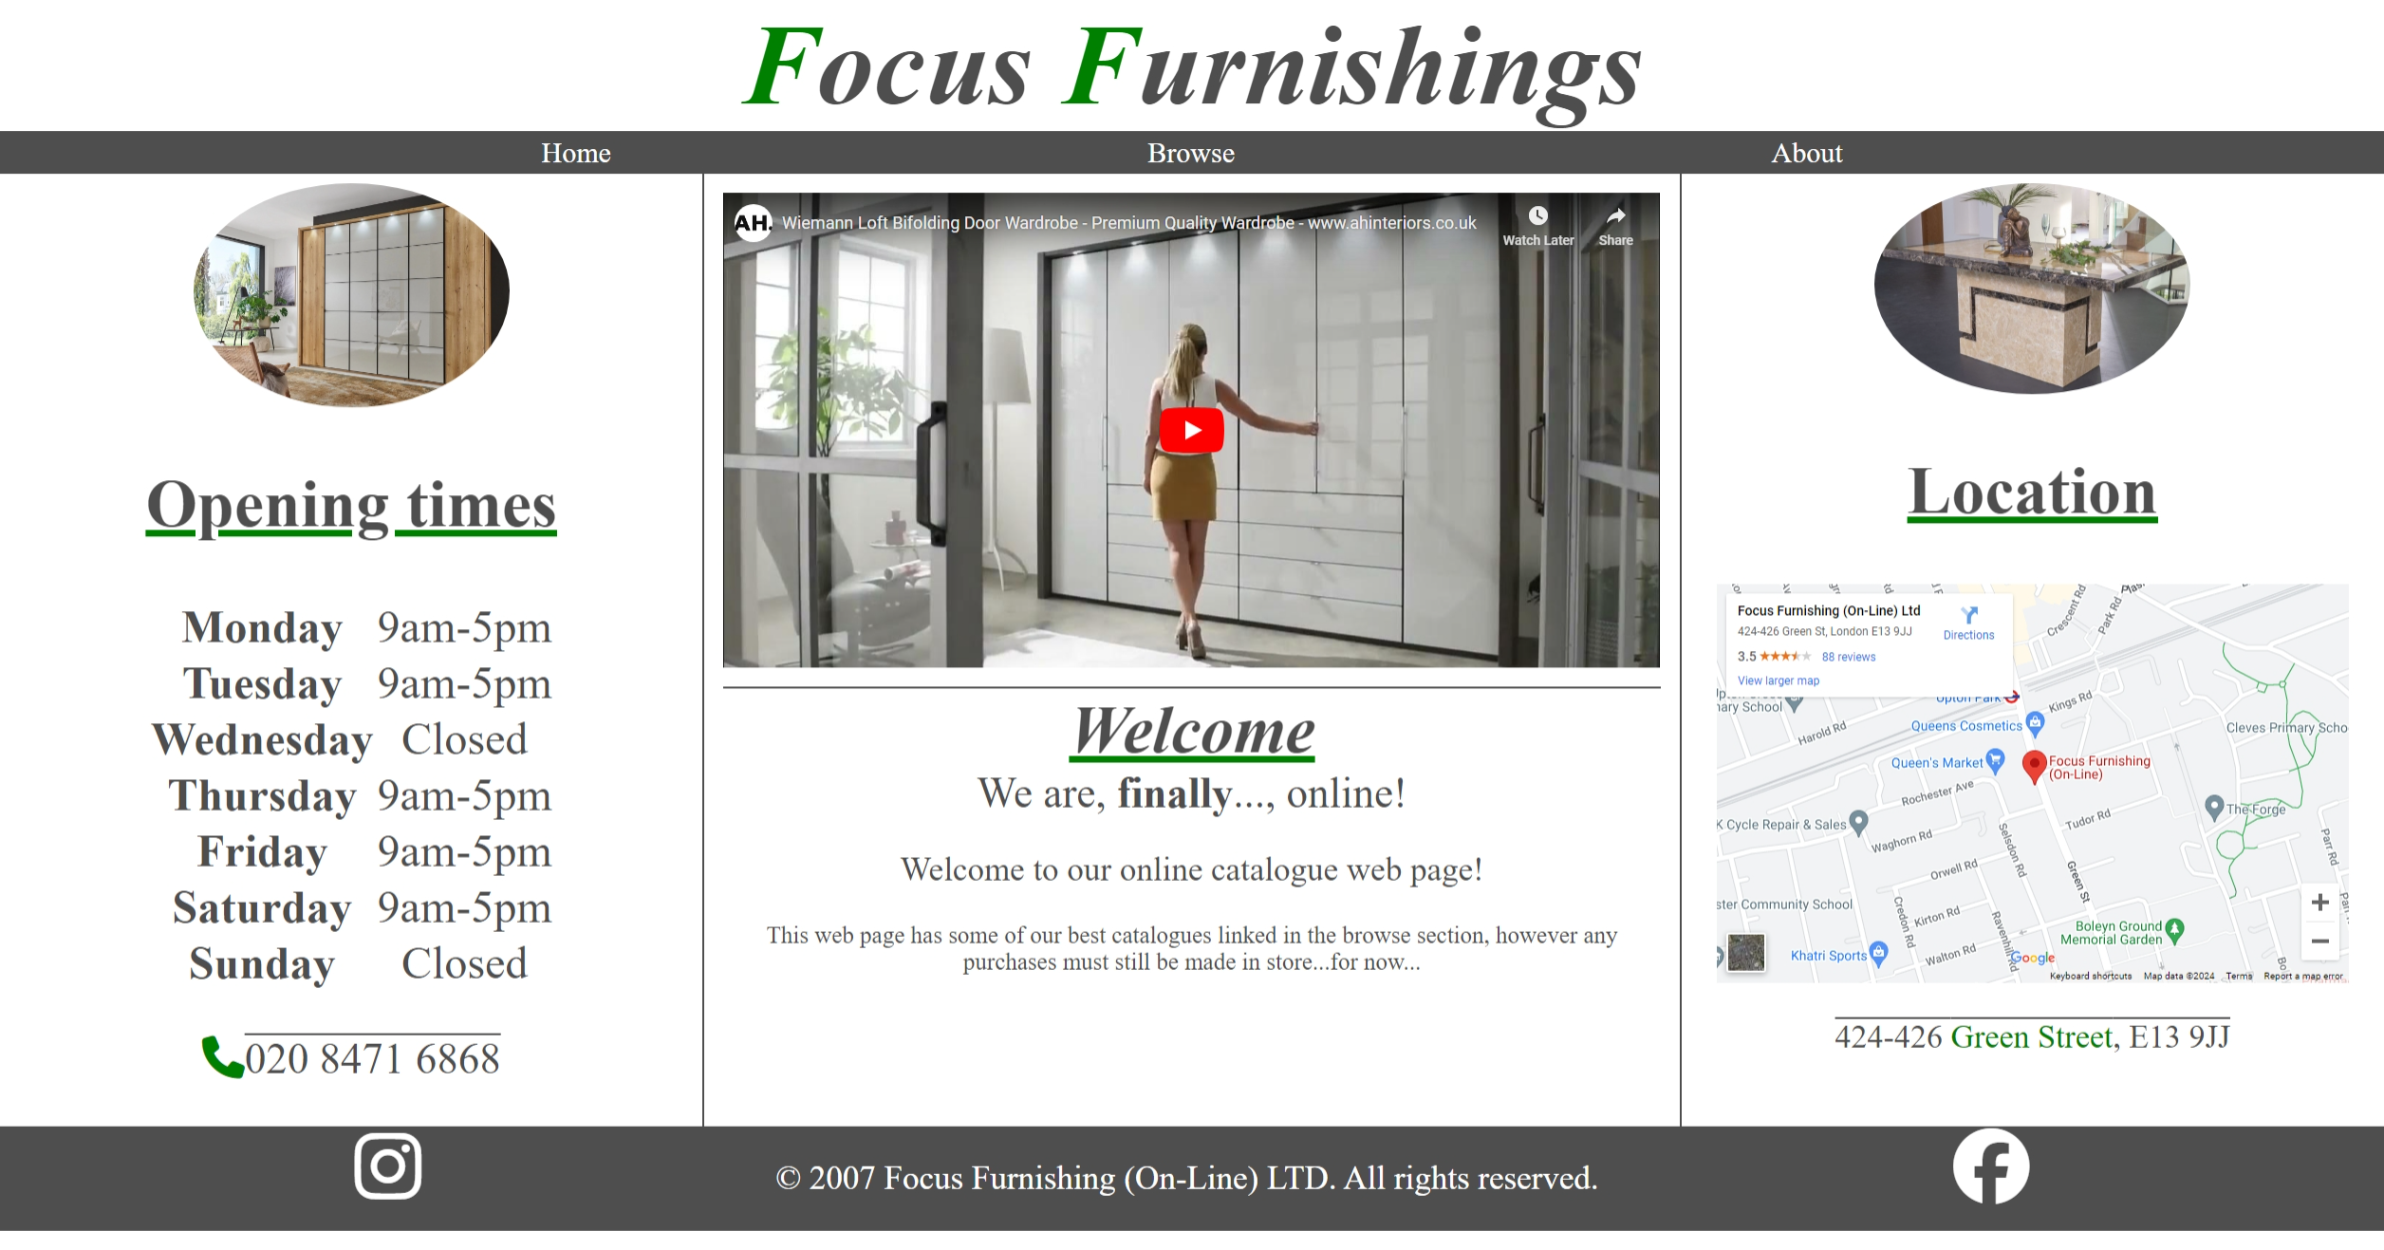 Focus Furnishings
Home Browse About
AH. Wiemann Loft Bifolding Door Wardrobe - Premium Quality Wardrobe - www.ahinteriors.co.uk
Watch Later Share
Opening times
Monday 9am-5pm
Tuesday 9am-5pm
Wednesday Closed
Thursday 9am-5pm
Friday 9am-5pm
Saturday 9am-5pm
Sunday Closed
020 8471 6868
Welcome
We are, finally..., online!
Welcome to our online catalogue web page!
This web page has some of our best catalogues linked in the browse section, however any
purchases must still be made in store...for now...
Location
Focus Furnishing (On-Line) Ltd
424-426 Green St, London E13 9JJ
Directions
3.5 88 reviews
View larger map
Crescent Rd
Park Rd
Upton Park
Kings Rd
ary School
Harold Rd
Queens Cosmetics
Cleves Primary Scho
Queen's Market
Focus Furnishing
(On-Line)
Rochester Ave
The Forge
Tudor Rd
K Cycle Repair & Sales
Waghorn Rd
Selsdon Rd
Parr Rd
Orwell Rd
Green St
ster Community School
Credon Rd
Kirton Rd
Ravenhill Rd
Boleyn Ground
Memorial Garden
Khatri Sports
Walton Rd
Google
Keyboard shortcuts Map data ©2024 Terms Report a map error
424-426 Green Street, E13 9JJ
© 2007 Focus Furnishing (On-Line) LTD. All rights reserved.